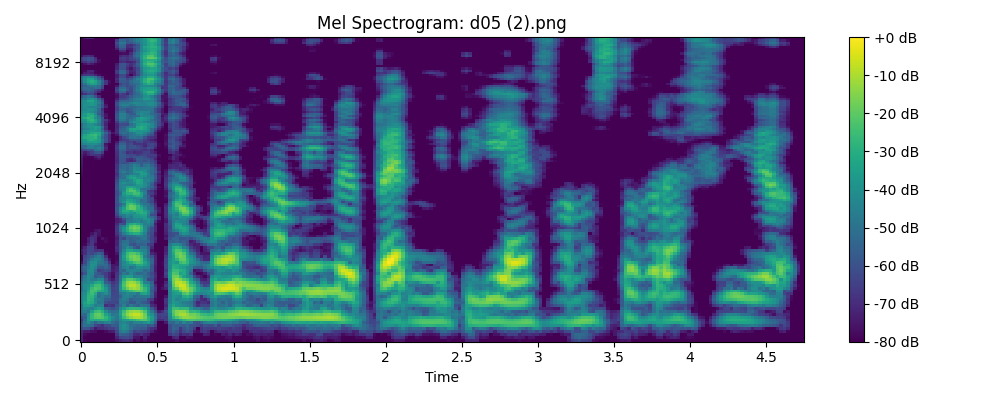 Mel Spectrogram: d05 (2).png
+0 dB
8192
-10 dB
4096
-20 dB
-30 dB
2048
Hz
-40 dB
1024
-50 dB
-60 dB
512
-70 dB
0
-80 dB
0 0.5 1 1.5 2 2.5 3 3.5 4 4.5
Time